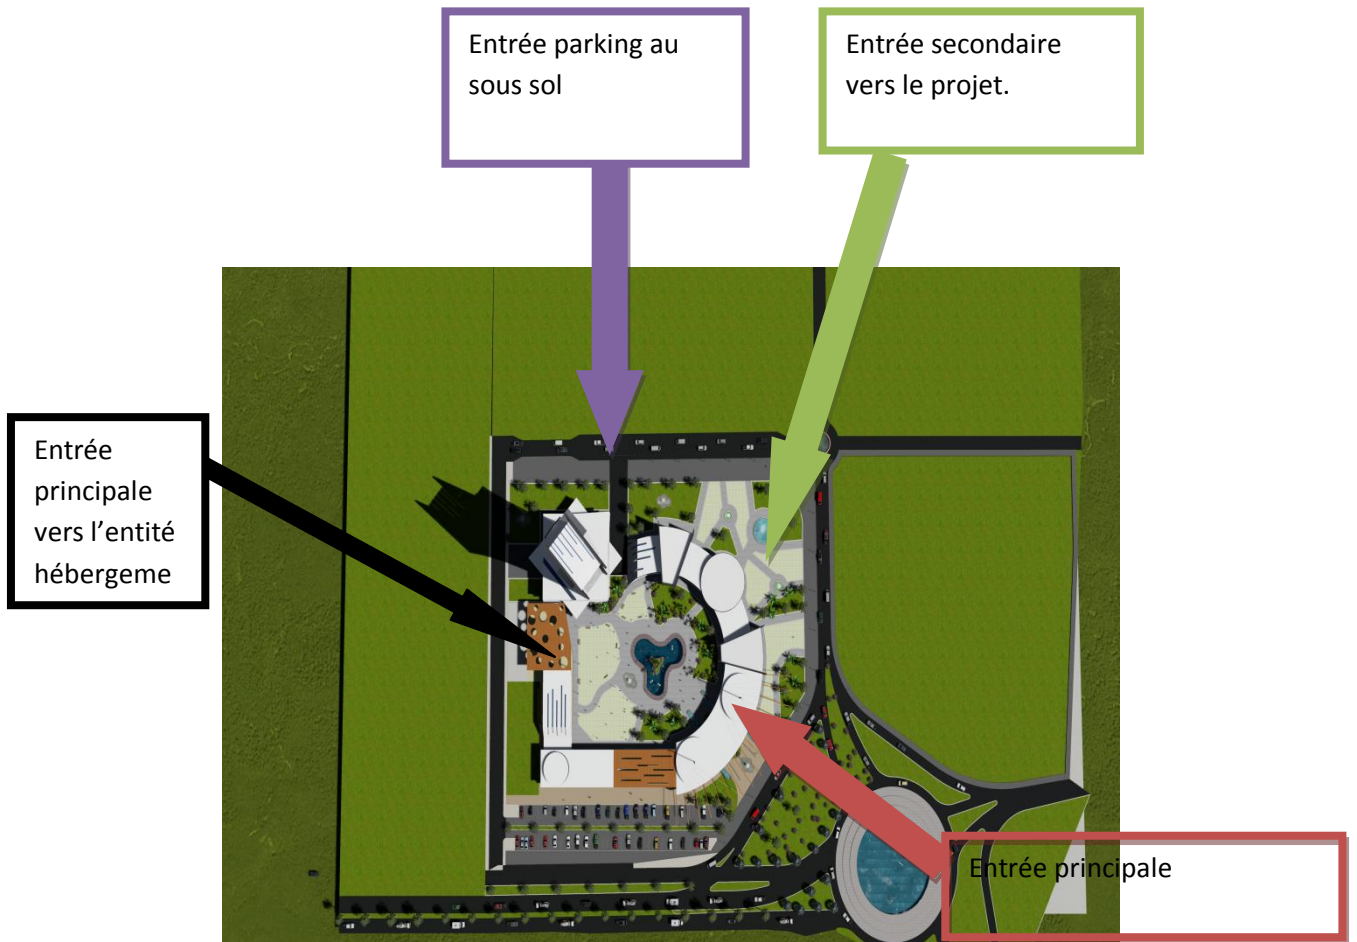 Entrée parking au
sous sol
Entrée secondaire
vers le projet.
Entrée
principale
vers l’entité
hébergeme
Entrée principale